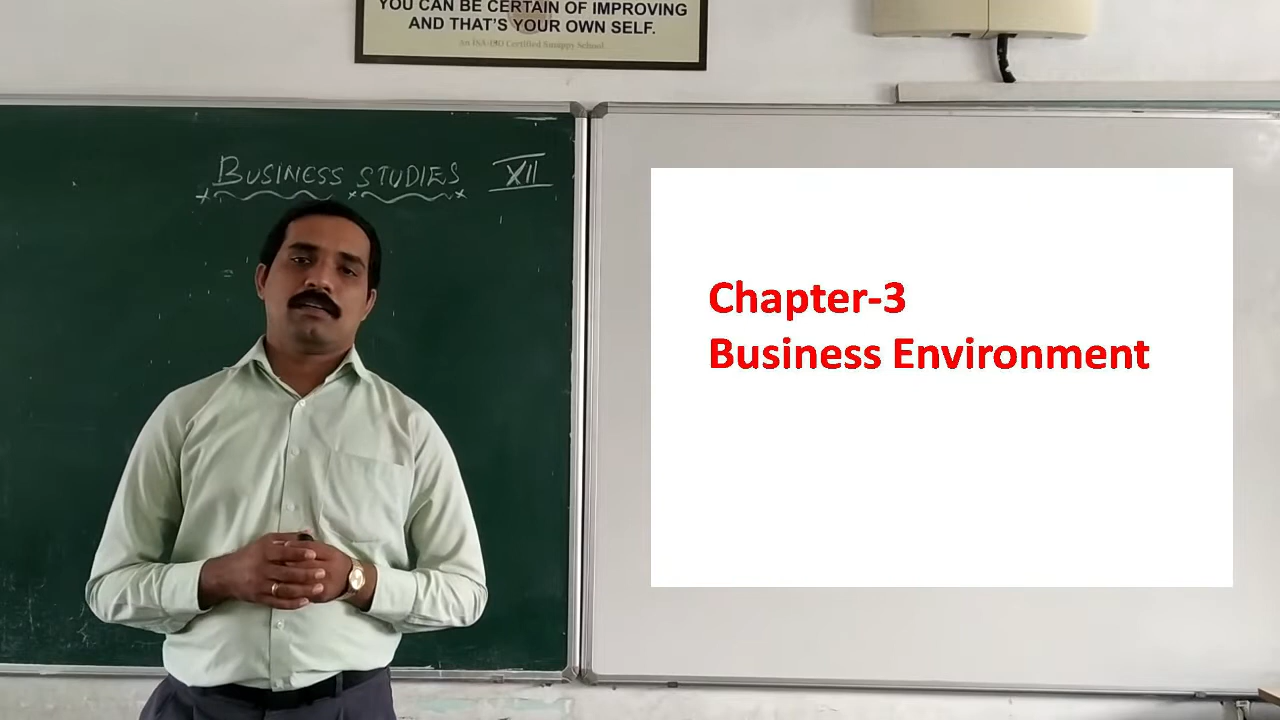 YOU CAN BE CERTAIN OF IMPROVING
AND THAT'S YOUR OWN SELF.
BUSINESS STUDIES XII
Chapter-3
Business Environment